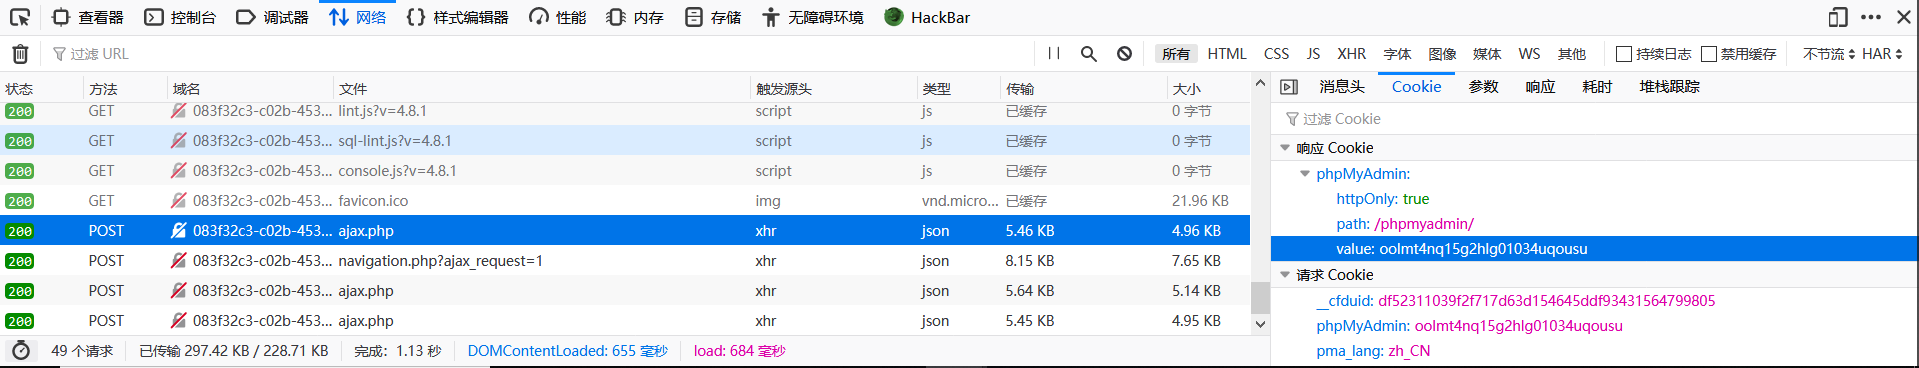 查看器 控制台 调试器 网络 {} 样式编辑器 性能 内存 存储 无障碍环境 HackBar
过滤 URL 所有 HTML CSS JS XHR 字体 图像 媒体 WS 其他 持续日志 禁用缓存 不节流 HAR
状态 方法 域名 文件 触发源头 类型 传输 大小
200 GET 083f32c3-c02b-453... lint.js?v=4.8.1 script js 已缓存 0 字节
200 GET 083f32c3-c02b-453... sql-lint.js?v=4.8.1 script js 已缓存 0 字节
200 GET 083f32c3-c02b-453... console.js?v=4.8.1 script js 已缓存 0 字节
200 GET 083f32c3-c02b-453... favicon.ico img vnd.micro... 已缓存 21.96 KB
200 POST 083f32c3-c02b-453... ajax.php xhr json 5.46 KB 4.96 KB
200 POST 083f32c3-c02b-453... navigation.php?ajax_request=1 xhr json 8.15 KB 7.65 KB
200 POST 083f32c3-c02b-453... ajax.php xhr json 5.64 KB 5.14 KB
200 POST 083f32c3-c02b-453... ajax.php xhr json 5.45 KB 4.95 KB
49 个请求 已传输 297.42 KB / 228.71 KB 完成：1.13 秒 DOMContentLoaded: 655 毫秒 load: 684 毫秒
消息头 Cookie 参数 响应 耗时 堆栈跟踪
过滤 Cookie
响应 Cookie
phpMyAdmin:
httpOnly: true
path: /phpmyadmin/
value: oolmt4nq15g2hlg01034uqousu
请求 Cookie
__cfduid: df52311039f2f717d63d154645ddf93431564799805
phpMyAdmin: oolmt4nq15g2hlg01034uqousu
pma_lang: zh_CN